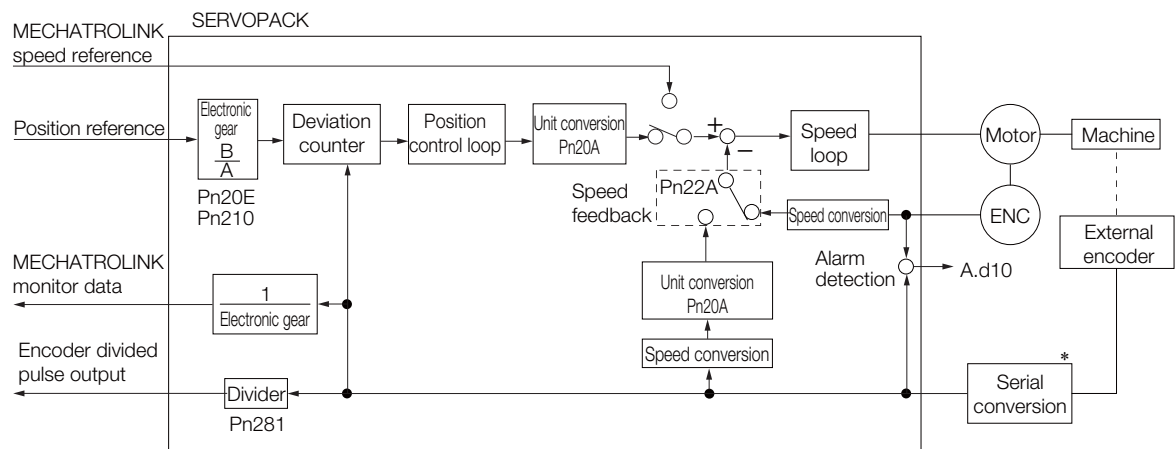 SERVOPACK
MECHATROLINK
speed reference
Position reference
Electronic
gear
B
A
Pn20E
Pn210
Deviation
counter
Position
control loop
Unit conversion
Pn20A
+
−
Speed
loop
Motor
Machine
Speed
feedback
Pn22A
Speed conversion
ENC
External
encoder
Alarm
detection
A.d10
MECHATROLINK
monitor data
1
Electronic gear
Unit conversion
Pn20A
Speed conversion
Encoder divided
pulse output
Divider
Pn281
*
Serial
conversion